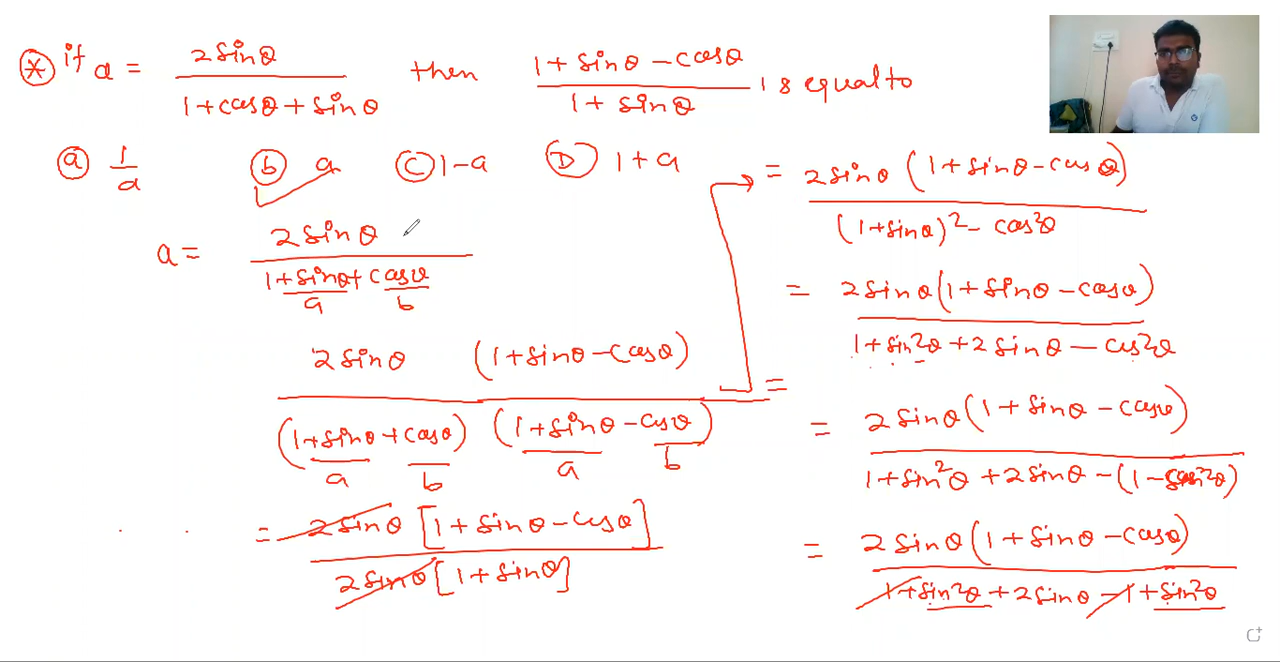 * if a = 2sinθ / (1+cosθ+sinθ) then (1+sinθ-cosθ) / (1+sinθ) is equal to
ⓐ 1/a ⓑ a Ⓒ 1-a Ⓓ 1+a
a = 2sinθ / (1+sinθ+cosθ)
a b
2sinθ (1+sinθ-cosθ) / (1+sinθ+cosθ) (1+sinθ-cosθ) =
a b a b
= 2sinθ (1+sinθ-cosθ) / ((1+sinθ)²-cos²θ)
= 2sinθ(1+sinθ-cosθ) / (1+sin²θ+2sinθ-cos²θ)
= 2sinθ(1+sinθ-cosθ) / (1+sin²θ+2sinθ-(1-sin²θ))
= 2sinθ(1+sinθ-cosθ) / (1+sin²θ+2sinθ-1+sin²θ)
= 2sinθ[1+sinθ-cosθ] / 2sinθ[1+sinθ]